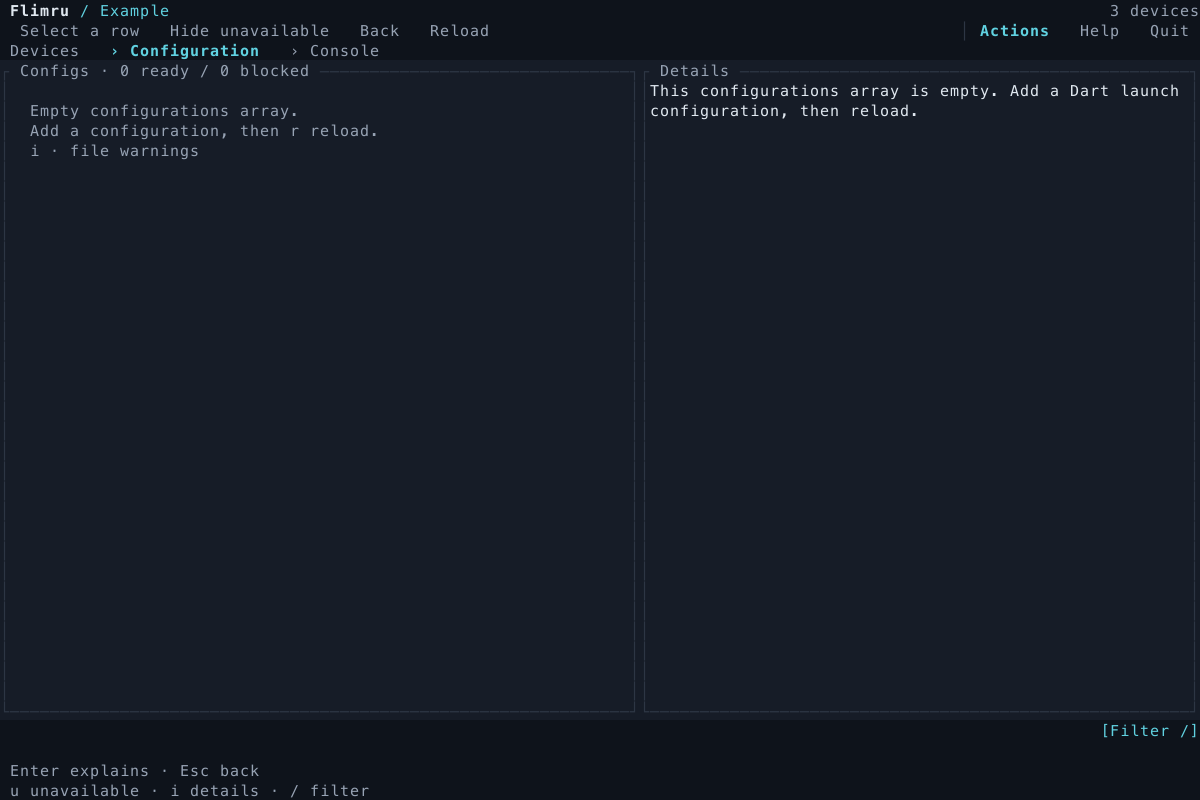 Flimru / Example 3 devices
Select a row Hide unavailable Back Reload Actions Help Quit
Devices › Configuration › Console
Configs · 0 ready / 0 blocked
Empty configurations array.
Add a configuration, then r reload.
i · file warnings
Details
This configurations array is empty. Add a Dart launch
configuration, then reload.
[Filter /]
Enter explains · Esc back
u unavailable · i details · / filter